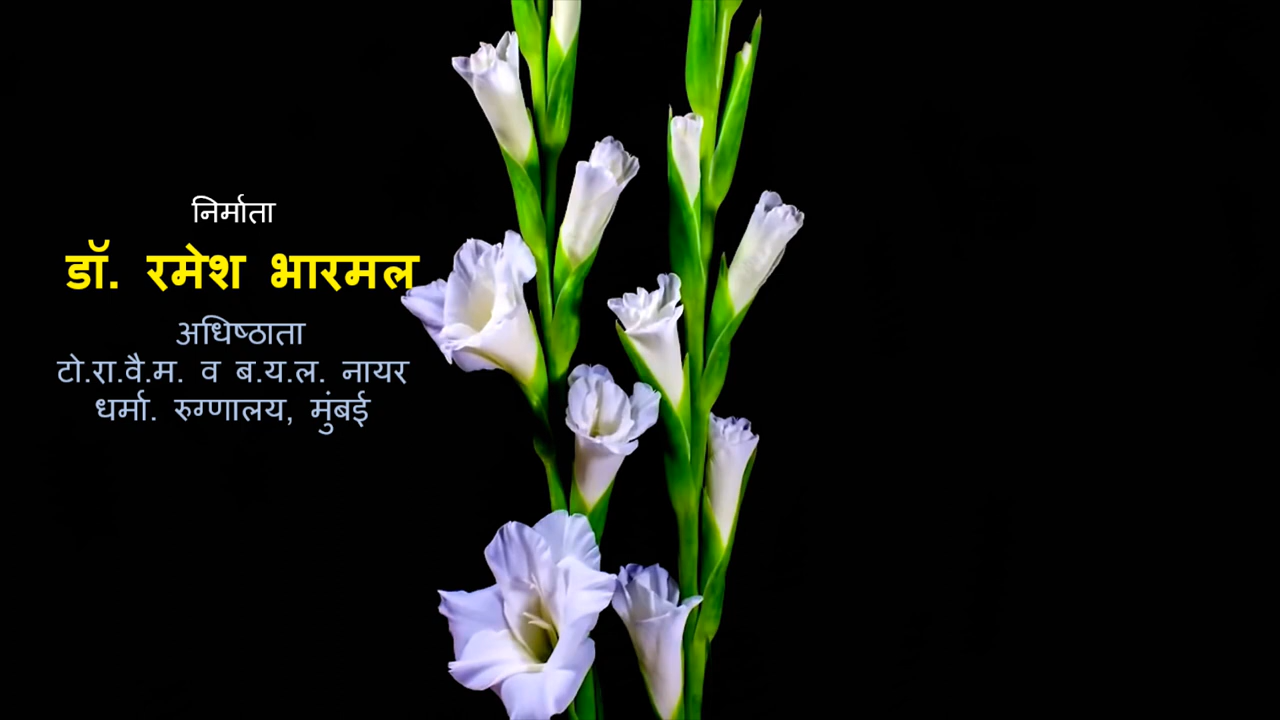 निर्माता
डॉ. रमेश भारमल
अधिष्ठाता
टो.रा.वै.म. व ब.य.ल. नायर
धर्मा. रुग्णालय, मुंबई